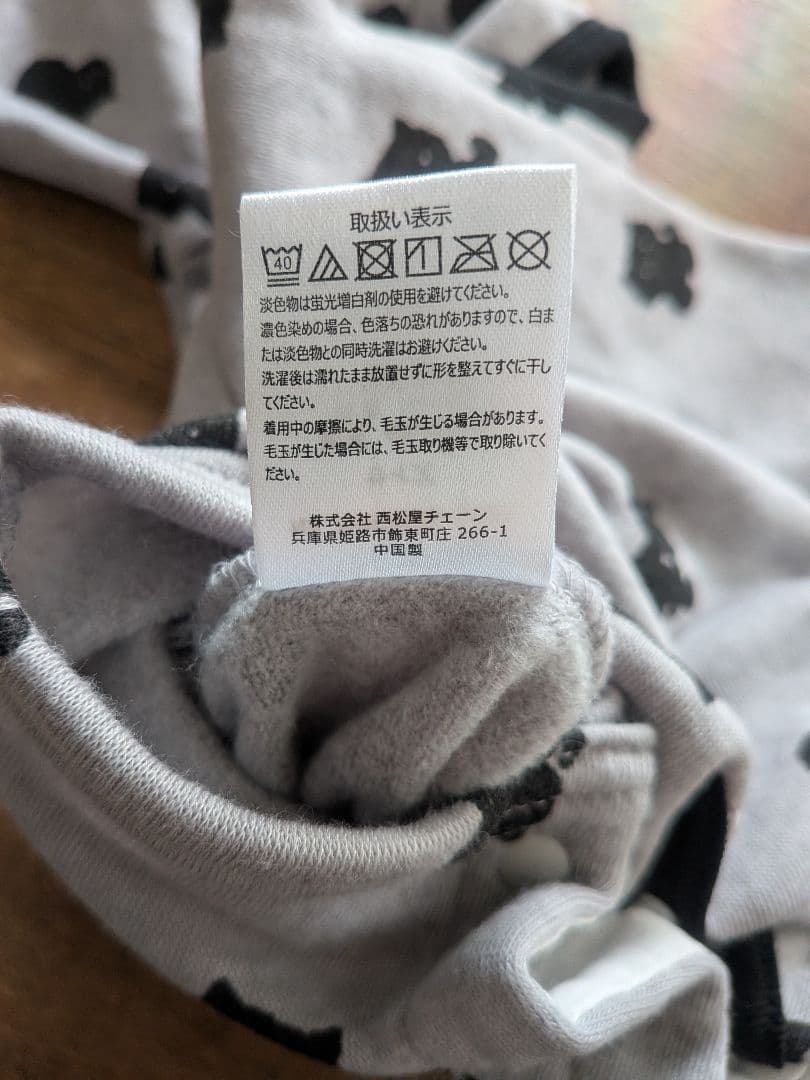 取扱い表示
40
淡色物は蛍光増白剤の使用を避けてください。
濃色染めの場合、色落ちの恐れがありますので、白ま
たは淡色物との同時洗濯はお避けください。
洗濯後は濡れたまま放置せずに形を整えてすぐに干し
てください。
着用中の摩擦により、毛玉が生じる場合があります。
毛玉が生じた場合には、毛玉取り機等で取り除いてく
ださい。
株式会社 西松屋チェーン
兵庫県姫路市飾東町庄 266-1
中国製